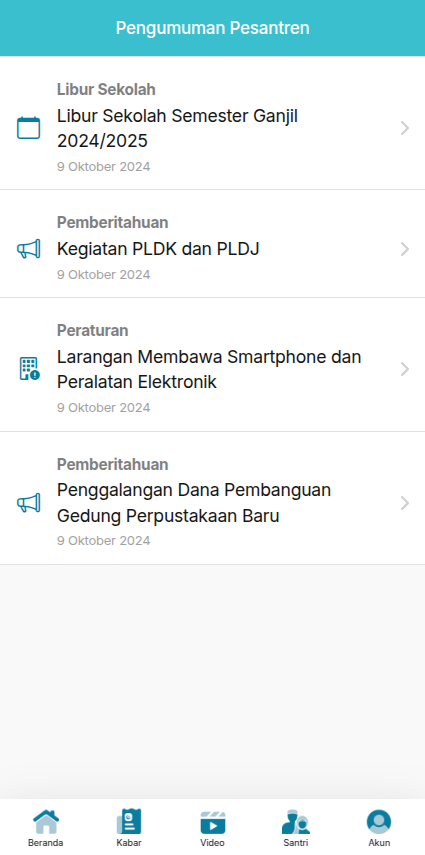 Pengumuman Pesantren
Libur Sekolah
Libur Sekolah Semester Ganjil
2024/2025
9 Oktober 2024
Pemberitahuan
Kegiatan PLDK dan PLDJ
9 Oktober 2024
Peraturan
Larangan Membawa Smartphone dan
Peralatan Elektronik
9 Oktober 2024
Pemberitahuan
Penggalangan Dana Pembanguan
Gedung Perpustakaan Baru
9 Oktober 2024
Beranda
Kabar
Video
Santri
Akun